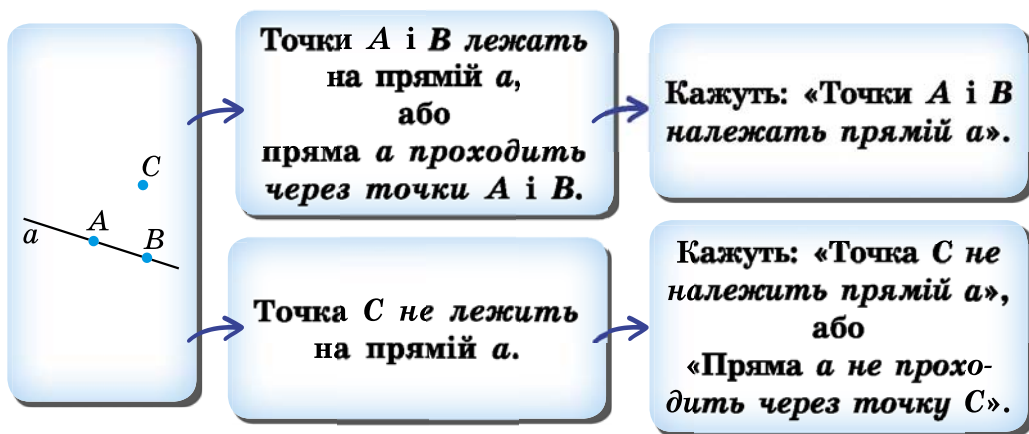 C
A
a
B
Точки A і B лежать
на прямій a,
або
пряма a проходить
через точки A і B.
Кажуть: «Точки A і B
належать прямій a».
Точка C не лежить
на прямій a.
Кажуть: «Точка C не
належить прямій a»,
або
«Пряма a не прохо-
дить через точку C».